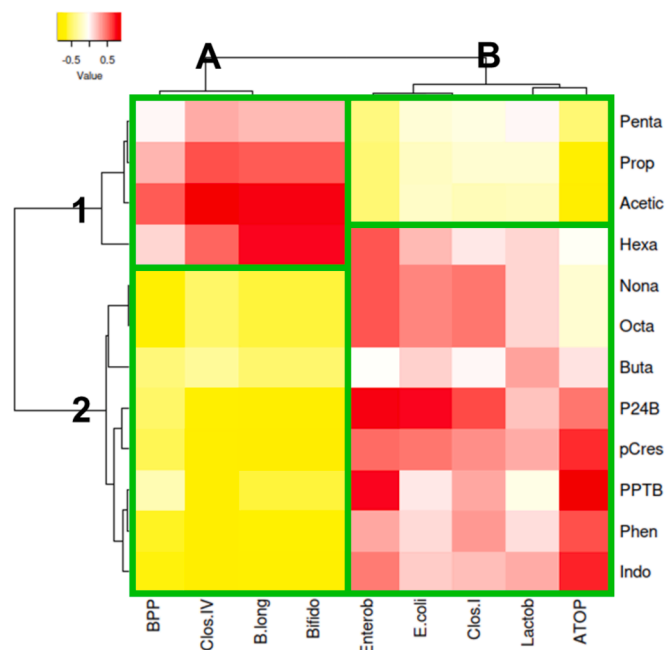 -0.5 0.5
Value
A B
1
2
Penta
Prop
Acetic
Hexa
Nona
Octa
Buta
P24B
pCres
PPTB
Phen
Indo
BPP Clos.IV B.long Bifido Enterob E.coli Clos.I Lactob ATOP